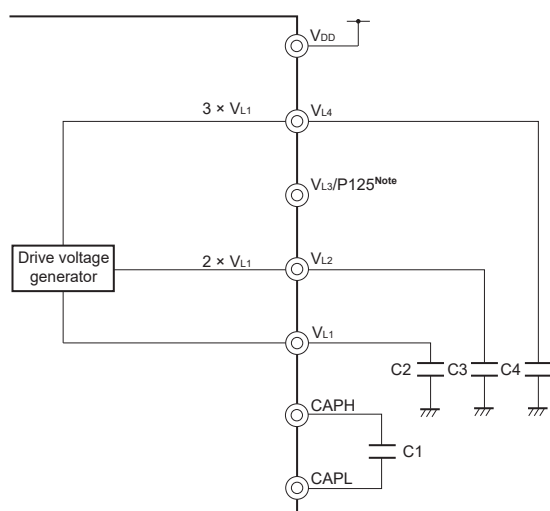 VDD
3 × VL1
VL4
VL3/P125Note
Drive voltage
generator
2 × VL1
VL2
VL1
C2
C3
C4
CAPH
C1
CAPL